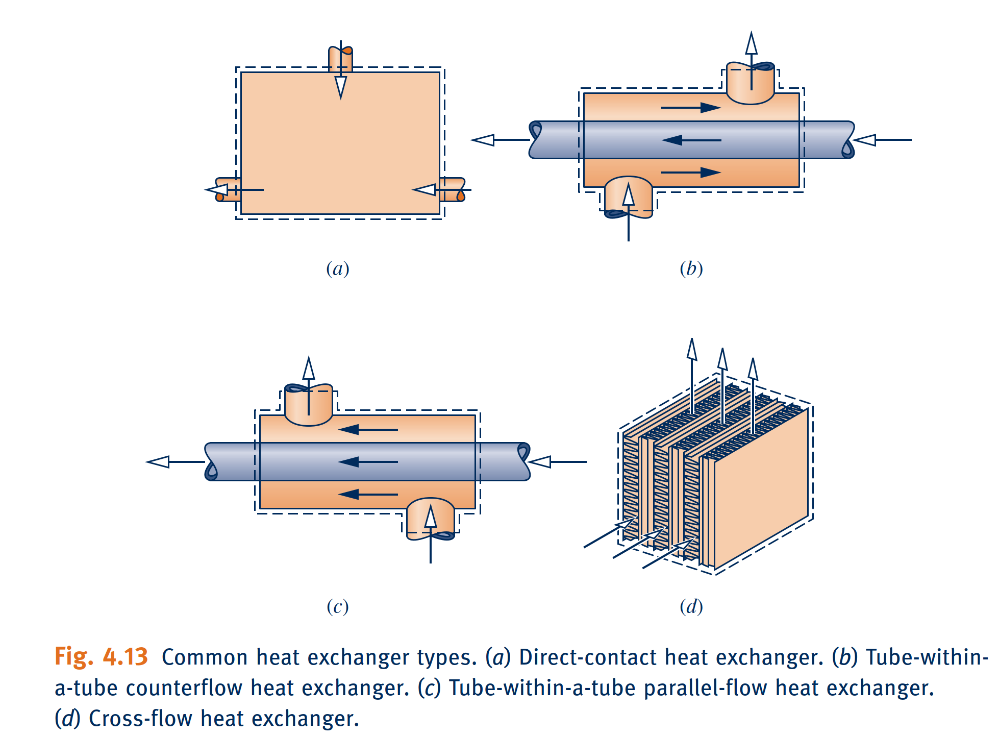 (a)
(b)
(c)
(d)
Fig. 4.13 Common heat exchanger types. (a) Direct-contact heat exchanger. (b) Tube-within-
a-tube counterflow heat exchanger. (c) Tube-within-a-tube parallel-flow heat exchanger.
(d) Cross-flow heat exchanger.